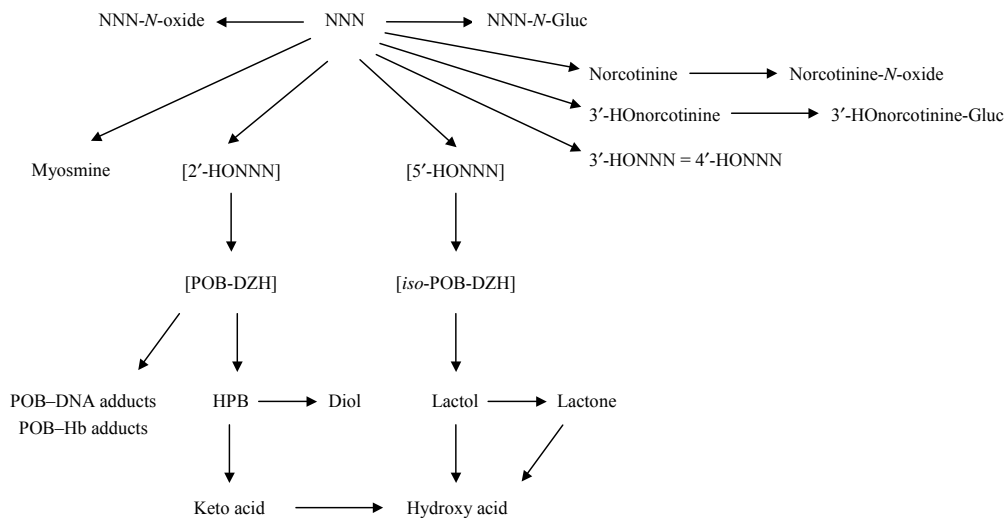 NNN-N-oxide NNN NNN-N-Gluc
Norcotinine Norcotinine-N-oxide
3′-HOnorcotinine 3′-HOnorcotinine-Gluc
3′-HONNN = 4′-HONNN
Myosmine [2′-HONNN] [5′-HONNN]
[POB-DZH] [iso-POB-DZH]
POB–DNA adducts HPB Diol Lactol Lactone
POB–Hb adducts
Keto acid Hydroxy acid